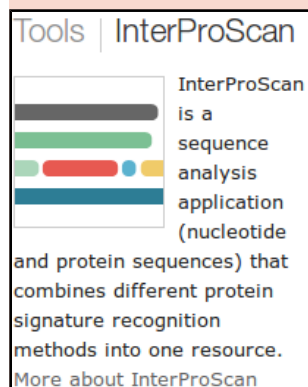 Tools | InterProScan
InterProScan
is a
sequence
analysis
application
(nucleotide
and protein sequences) that
combines different protein
signature recognition
methods into one resource.
More about InterProScan